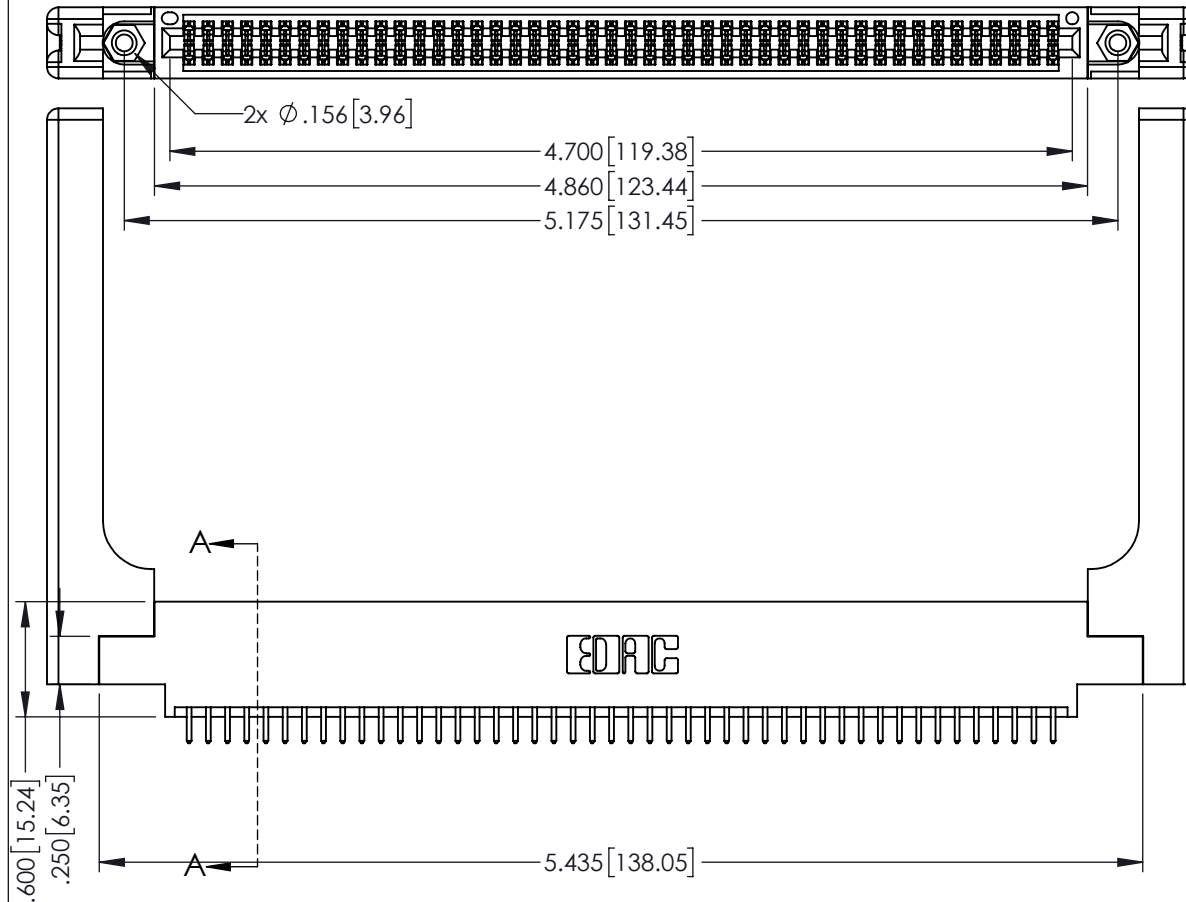 2x ⌀ .156[3.96]
4.700[119.38]
4.860[123.44]
5.175[131.45]
A
EDAC
.600[15.24]
.250[6.35]
A
5.435[138.05]